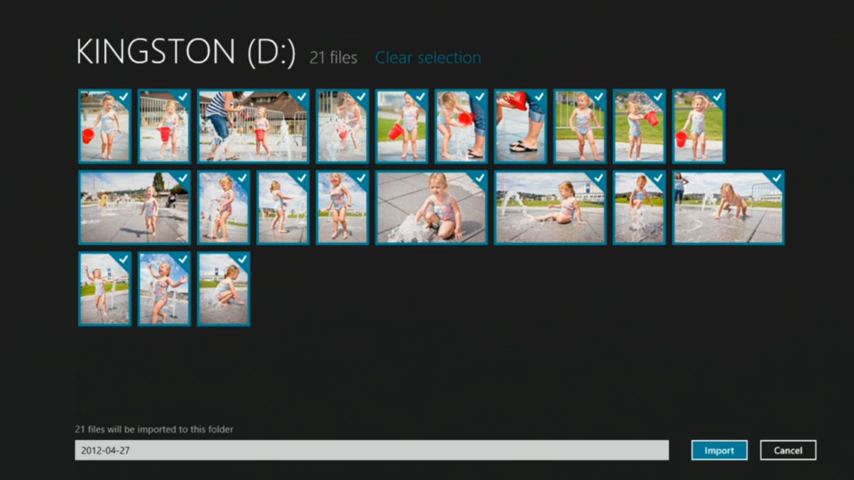 KINGSTON (D:) 21 files Clear selection
21 files will be imported to this folder
2012-04-27 Import Cancel